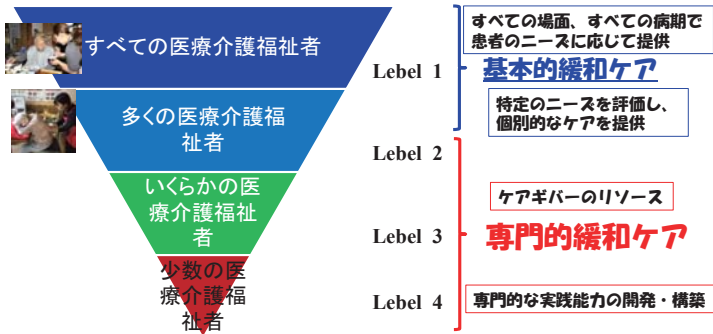 すべての医療介護福祉者
多くの医療介護福
祉者
いくらかの医
療介護福祉
者
少数の医
療介護福
祉者
Lebel 1
Lebel 2
Lebel 3
Lebel 4
すべての場面、すべての病期で
患者のニーズに応じて提供
基本的緩和ケア
特定のニーズを評価し、
個別的なケアを提供
ケアギバーのリソース
専門的緩和ケア
専門的な実践能力の開発・構築